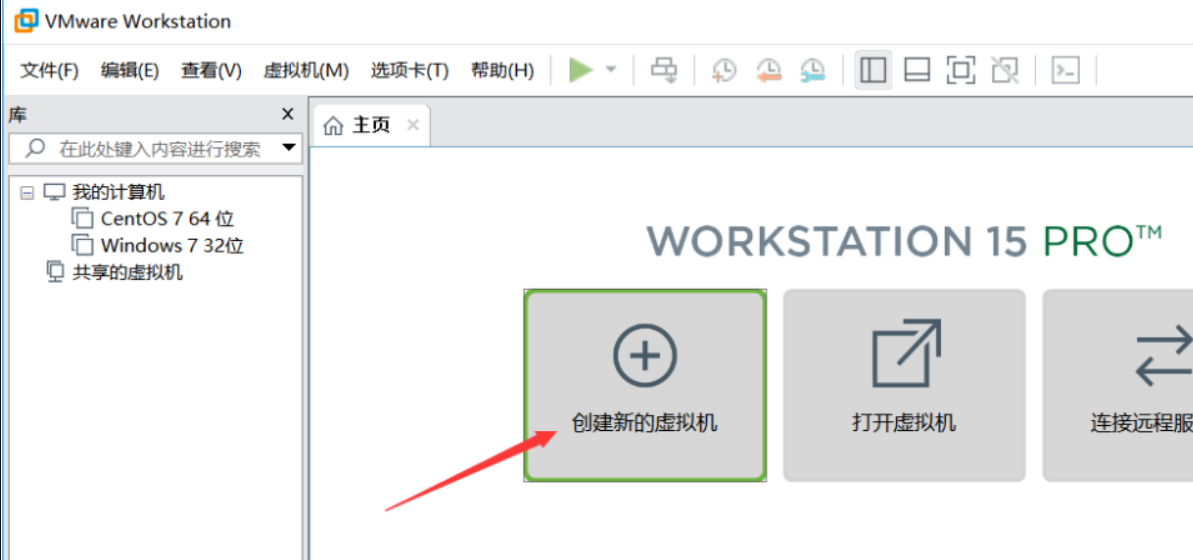 VMware Workstation
文件(F) 编辑(E) 查看(V) 虚拟机(M) 选项卡(T) 帮助(H)
库
主页
在此处键入内容进行搜索
我的计算机
CentOS 7 64 位
Windows 7 32位
共享的虚拟机
WORKSTATION 15 PRO™
创建新的虚拟机
打开虚拟机
连接远程服